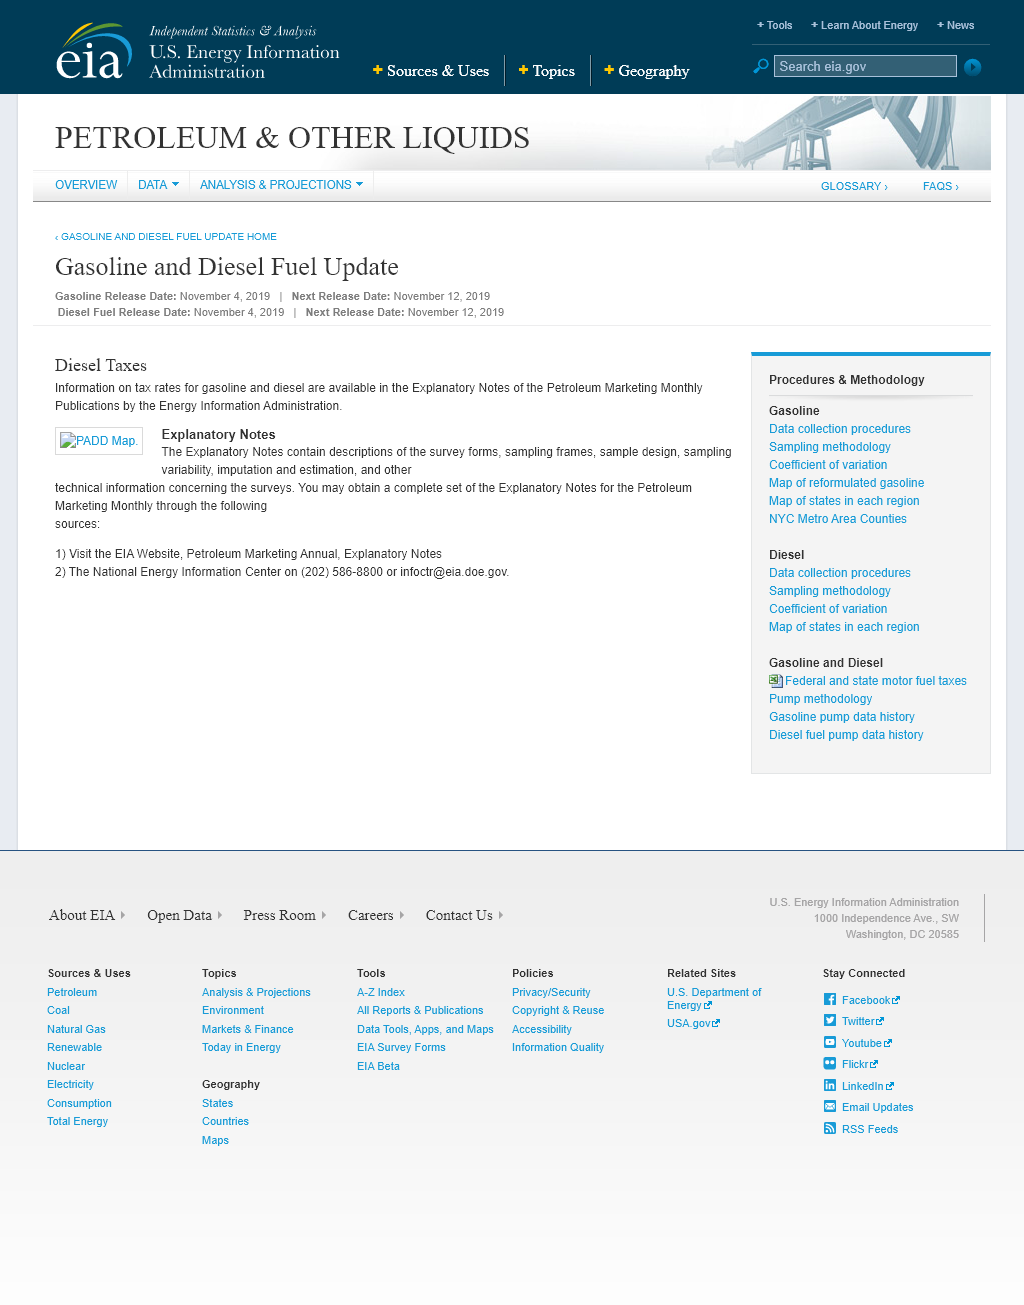 + Tools + Learn About Energy + News
eia
Independent Statistics & Analysis
U.S. Energy Information
Administration
+ Sources & Uses + Topics + Geography
Search eia.gov
PETROLEUM & OTHER LIQUIDS
OVERVIEW DATA ANALYSIS & PROJECTIONS GLOSSARY › FAQS ›
‹ GASOLINE AND DIESEL FUEL UPDATE HOME
Gasoline and Diesel Fuel Update
Gasoline Release Date: November 4, 2019 | Next Release Date: November 12, 2019
Diesel Fuel Release Date: November 4, 2019 | Next Release Date: November 12, 2019
Diesel Taxes
Information on tax rates for gasoline and diesel are available in the Explanatory Notes of the Petroleum Marketing Monthly
Publications by the Energy Information Administration.
PADD Map.
Explanatory Notes
The Explanatory Notes contain descriptions of the survey forms, sampling frames, sample design, sampling
variability, imputation and estimation, and other
technical information concerning the surveys. You may obtain a complete set of the Explanatory Notes for the Petroleum
Marketing Monthly through the following
sources:
1) Visit the EIA Website, Petroleum Marketing Annual, Explanatory Notes
2) The National Energy Information Center on (202) 586-8800 or infoctr@eia.doe.gov.
Procedures & Methodology
Gasoline
Data collection procedures
Sampling methodology
Coefficient of variation
Map of reformulated gasoline
Map of states in each region
NYC Metro Area Counties
Diesel
Data collection procedures
Sampling methodology
Coefficient of variation
Map of states in each region
Gasoline and Diesel
Federal and state motor fuel taxes
Pump methodology
Gasoline pump data history
Diesel fuel pump data history
About EIA Open Data Press Room Careers Contact Us
U.S. Energy Information Administration
1000 Independence Ave., SW
Washington, DC 20585
Sources & Uses
Petroleum
Coal
Natural Gas
Renewable
Nuclear
Electricity
Consumption
Total Energy
Topics
Analysis & Projections
Environment
Markets & Finance
Today in Energy
Geography
States
Countries
Maps
Tools
A-Z Index
All Reports & Publications
Data Tools, Apps, and Maps
EIA Survey Forms
EIA Beta
Policies
Privacy/Security
Copyright & Reuse
Accessibility
Information Quality
Related Sites
U.S. Department of
Energy
USA.gov
Stay Connected
Facebook
Twitter
Youtube
Flickr
LinkedIn
Email Updates
RSS Feeds